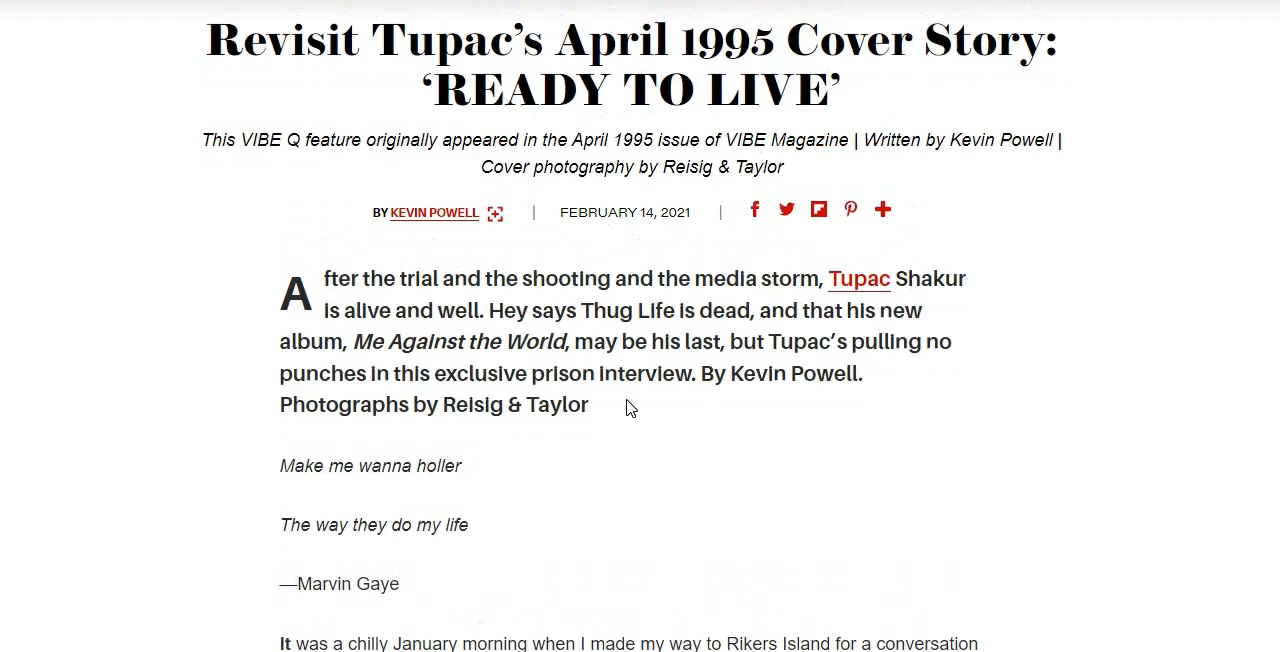 Revisit Tupac’s April 1995 Cover Story:
‘READY TO LIVE’
This VIBE Q feature originally appeared in the April 1995 issue of VIBE Magazine | Written by Kevin Powell |
Cover photography by Reisig & Taylor
BY KEVIN POWELL | FEBRUARY 14, 2021 |
After the trial and the shooting and the media storm, Tupac Shakur
is alive and well. Hey says Thug Life is dead, and that his new
album, Me Against the World, may be his last, but Tupac’s pulling no
punches in this exclusive prison interview. By Kevin Powell.
Photographs by Reisig & Taylor
Make me wanna holler
The way they do my life
—Marvin Gaye
It was a chilly January morning when I made my way to Rikers Island for a conversation